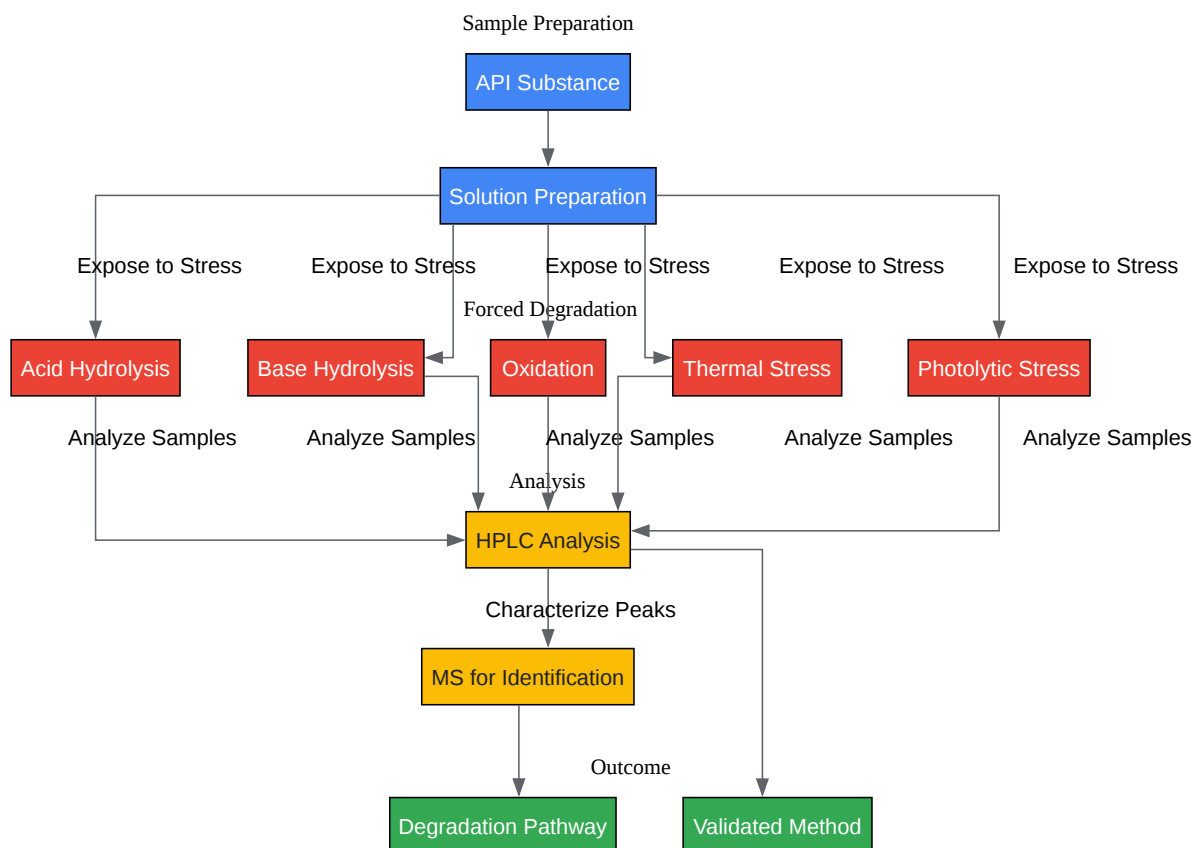 Sample Preparation
API Substance
Solution Preparation
Expose to Stress
Expose to Stress
Expose to Stress
Expose to Stress
Expose to Stress
Forced Degradation
Acid Hydrolysis
Base Hydrolysis
Oxidation
Thermal Stress
Photolytic Stress
Analyze Samples
Analyze Samples
Analyze Samples
Analyze Samples
Analyze Samples
Analysis
HPLC Analysis
Characterize Peaks
MS for Identification
Outcome
Degradation Pathway
Validated Method